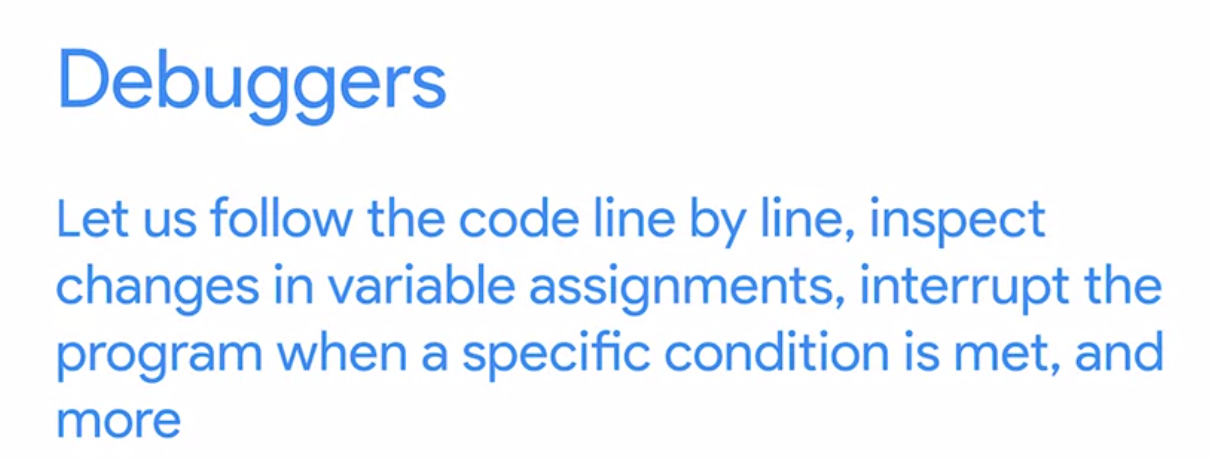 Debuggers
Let us follow the code line by line, inspect
changes in variable assignments, interrupt the
program when a specific condition is met, and
more